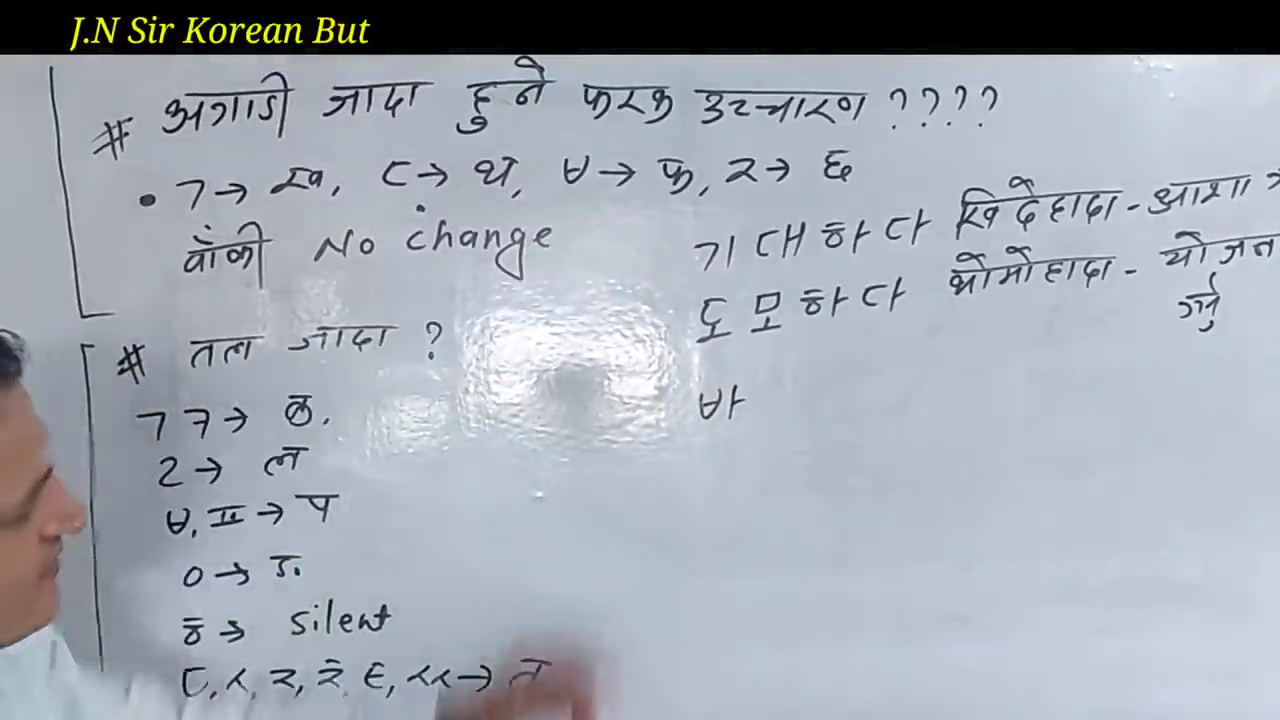 J.N Sir Korean But
# अगाडी जादा हुने फरक उच्चारण ????
• ㄱ→ ख, ㄷ→ थ, ㅂ→ फ, ㅈ→ छ
वाँकी No change
기대하다 खिदेहादा - आशा
도모하다 थोमोहादा - योजन
गर्नु
바
# तल जादा ?
ㄱㅋ→ क.
ㄹ→ ल
ㅂ, ㅍ→ प
ㅇ→ ङ
ㅎ→ silent
ㄷ, ㅅ, ㅈ, ㅊ, ㅌ, ㅆ→ त